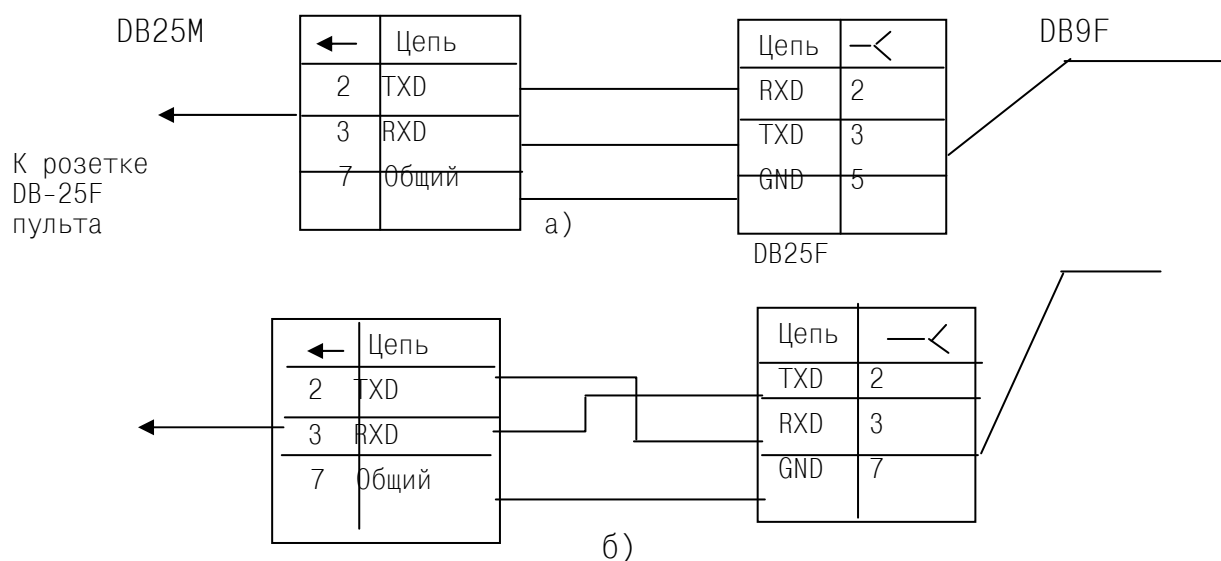 DB25M
DB9F
Цепь
2 TXD
3 RXD
7 Общий
Цепь
RXD 2
TXD 3
GND 5
К розетке
DB-25F
пульта
а)
DB25F
Цепь
2 TXD
3 RXD
7 Общий
Цепь
TXD 2
RXD 3
GND 7
б)